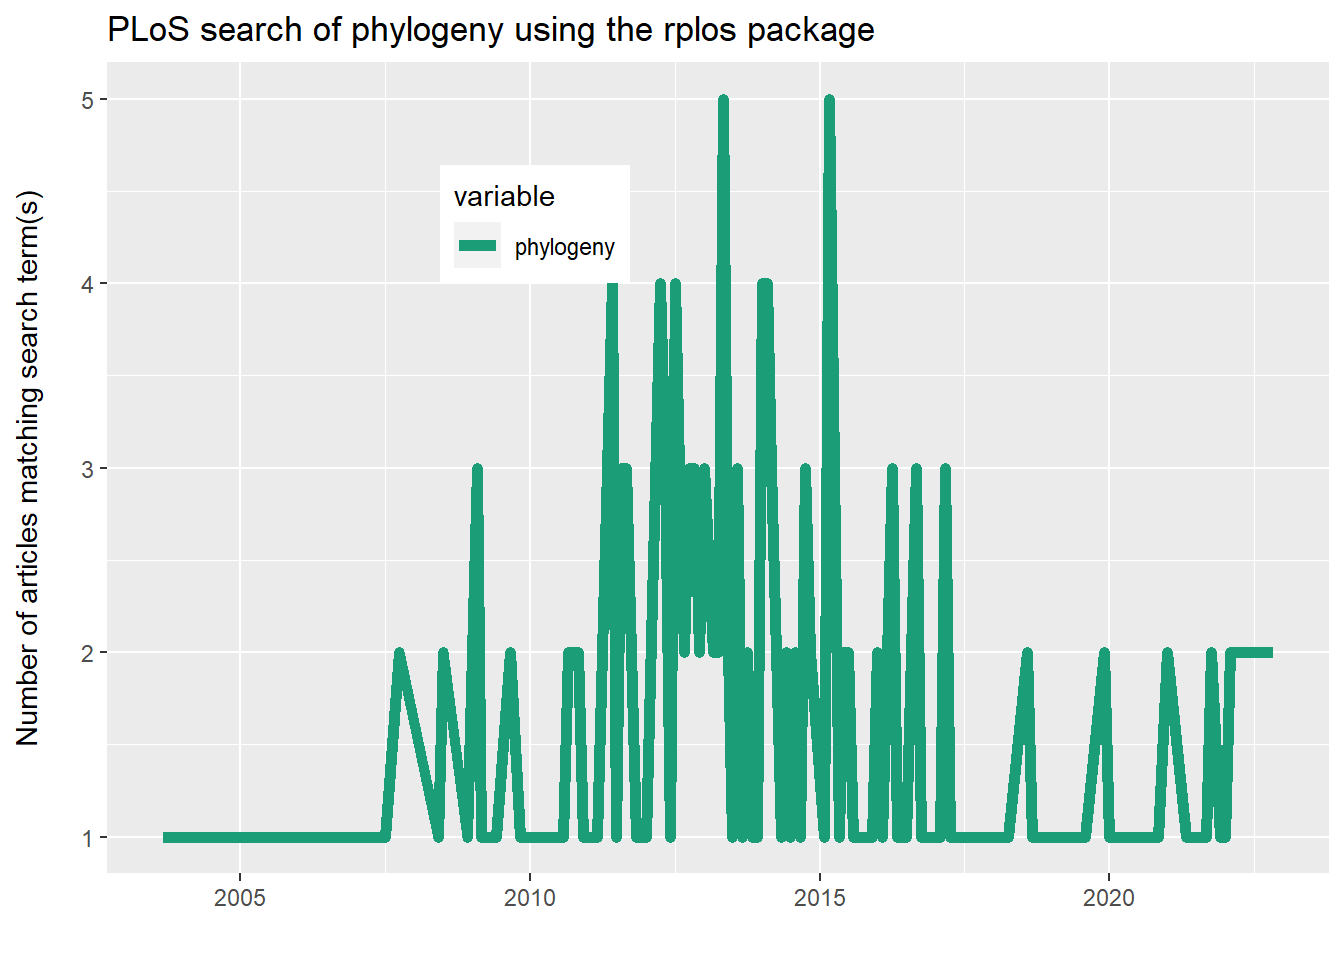 PLoS search of phylogeny using the rplos package
Number of articles matching search term(s)
5
4
3
2
1
variable
phylogeny
2005
2010
2015
2020